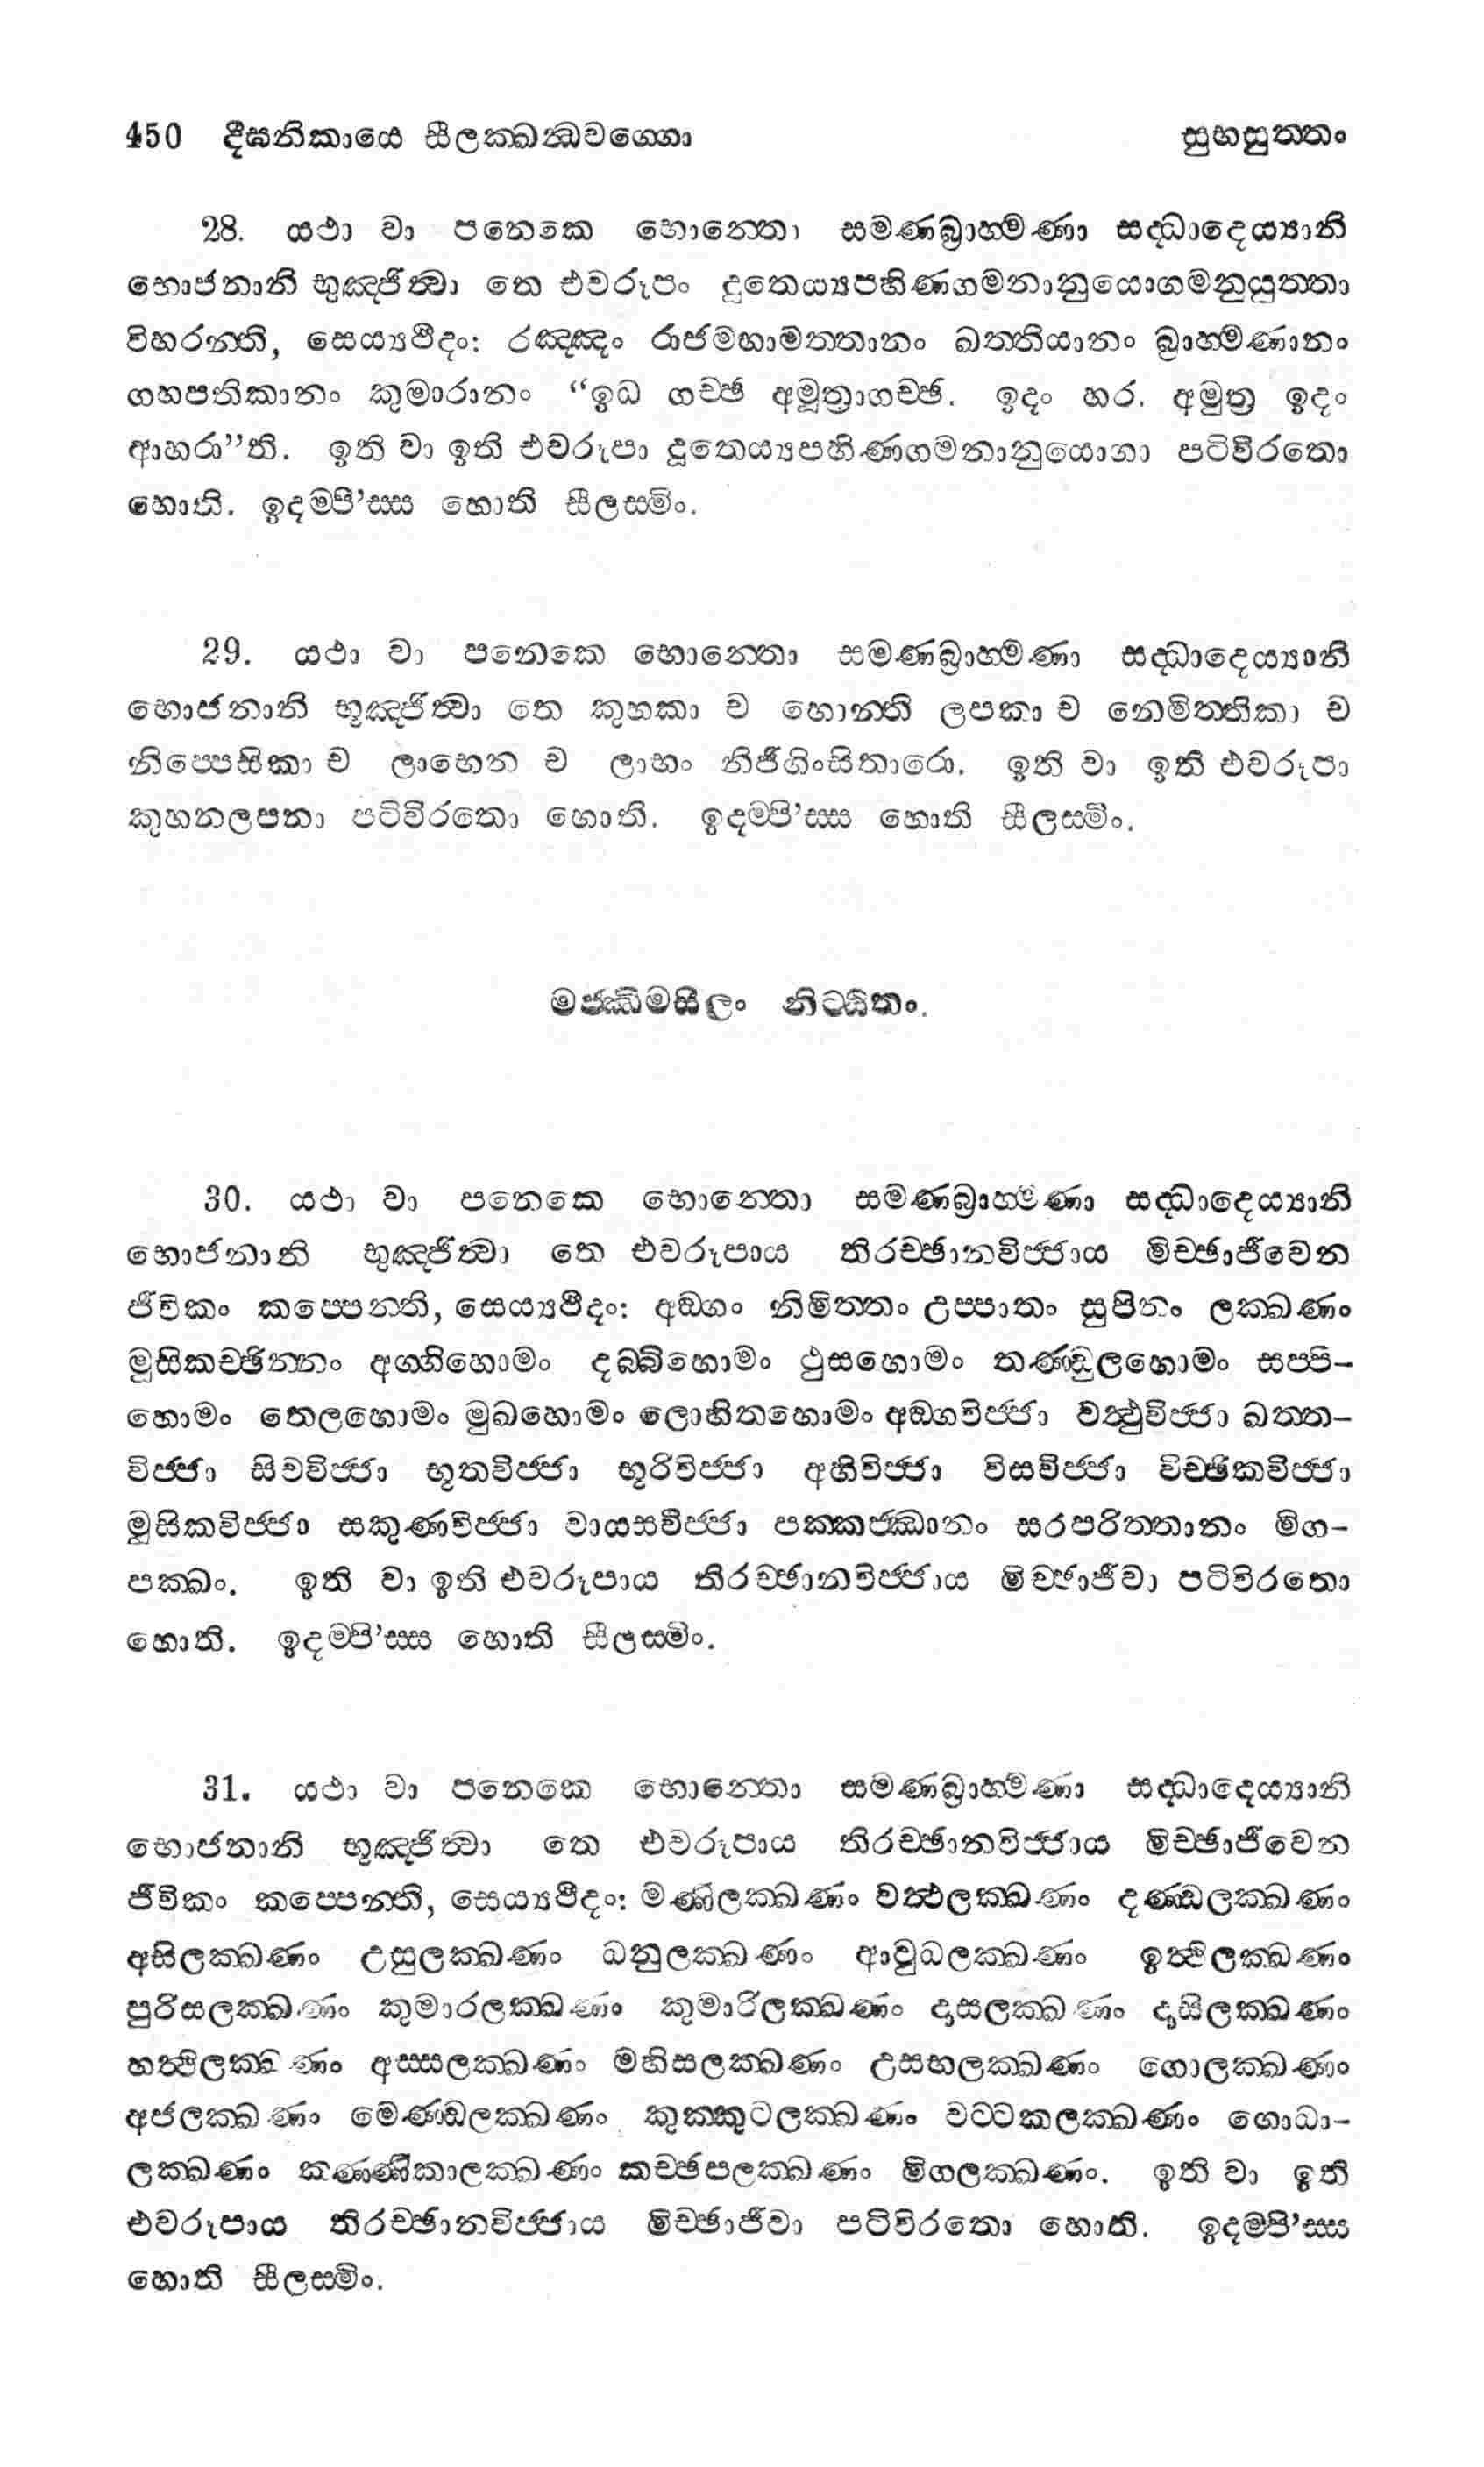 450 දීඝනිකායෙ සීලක්ඛන්ධවග්ගො සුභසුත්තං
28. යථා වා පනෙකෙ භොන්තො සමණබ්‍රාහ්මණා සද්ධාදෙය්‍යානි
භොජනානි භුඤ්ජිත්‍වා තෙ එවරූපං දූතෙය්‍යපහිණගමනානුයොගමනුයුත්තා
විහරන්ති, සෙය්‍යථීදං: රඤ්ඤං රාජමහාමත්තානං ඛත්තියානං බ්‍රාහ්මණානං
ගහපතිකානං කුමාරානං “ඉධ ගච්ඡ අමුත්‍රාගච්ඡ. ඉදං හර. අමුත්‍ර ඉදං
ආහරා”ති. ඉති වා ඉති එවරූපා දූතෙය්‍යපහිණගමනානුයොගා පටිවිරතො
හොති. ඉදම්පි’ස්ස හොති සීලස්මිං.
29. යථා වා පනෙකෙ භොන්තො සමණබ්‍රාහ්මණා සද්ධාදෙය්‍යානි
භොජනානි භුඤ්ජිත්‍වා තෙ කුහකා ච හොන්ති ලපකා ච නෙමිත්තිකා ච
නිප්පෙසිකා ච ලාභෙන ච ලාභං නිජිගිංසිතාරො. ඉති වා ඉති එවරූපා
කුහනලපනා පටිවිරතො හොති. ඉදම්පි’ස්ස හොති සීලස්මිං.
මජ්ඣිමසීලං නිට්ඨිතං.
30. යථා වා පනෙකෙ භොන්තො සමණබ්‍රාහ්මණා සද්ධාදෙය්‍යානි
භොජනානි භුඤ්ජිත්‍වා තෙ එවරූපාය තිරච්ඡානවිජ්ජාය මිච්ඡාජීවෙන
ජීවිකං කප්පෙන්ති, සෙය්‍යථීදං: අඞ්ගං නිමිත්තං උප්පාතං සුපිනං ලක්ඛණං
මූසිකච්ඡින්නං අග්ගිහොමං දබ්බිහොමං ථුසහොමං තණ්ඩුලහොමං සප්පි-
හොමං තෙලහොමං මුඛහොමං ලොහිතහොමං අඞ්ගවිජ්ජා වත්‍ථුවිජ්ජා ඛත්ත-
විජ්ජා සිවවිජ්ජා භූතවිජ්ජා භූරිවිජ්ජා අහිවිජ්ජා විසවිජ්ජා විච්ඡිකවිජ්ජා
මූසිකවිජ්ජා සකුණවිජ්ජා වායසවිජ්ජා පක්කජ්ඣානං සරපරිත්තානං මිග-
පක්ඛං. ඉති වා ඉති එවරූපාය තිරච්ඡානවිජ්ජාය මිච්ඡාජීවා පටිවිරතො
හොති. ඉදම්පි’ස්ස හොති සීලස්මිං.
31. යථා වා පනෙකෙ භොන්තො සමණබ්‍රාහ්මණා සද්ධාදෙය්‍යානි
භොජනානි භුඤ්ජිත්‍වා තෙ එවරූපාය තිරච්ඡානවිජ්ජාය මිච්ඡාජීවෙන
ජීවිකං කප්පෙන්ති, සෙය්‍යථීදං: මණිලක්ඛණං වත්‍ථලක්ඛණං දණ්ඩලක්ඛණං
අසිලක්ඛණං උසුලක්ඛණං ධනුලක්ඛණං ආවුධලක්ඛණං ඉත්‍ථිලක්ඛණං
පුරිසලක්ඛණං කුමාරලක්ඛණං කුමාරිලක්ඛණං දාසලක්ඛණං දාසිලක්ඛණං
හත්‍ථිලක්ඛණං අස්සලක්ඛණං මහිසලක්ඛණං උසභලක්ඛණං ගොලක්ඛණං
අජලක්ඛණං මෙණ්ඩලක්ඛණං කුක්කුටලක්ඛණං වට්ටකලක්ඛණං ගොධා-
ලක්ඛණං කණ්ණිකාලක්ඛණං කච්ඡපලක්ඛණං මිගලක්ඛණං. ඉති වා ඉති
එවරූපාය තිරච්ඡානවිජ්ජාය මිච්ඡාජීවා පටිවිරතො හොති. ඉදම්පි’ස්ස
හොති සීලස්මිං.